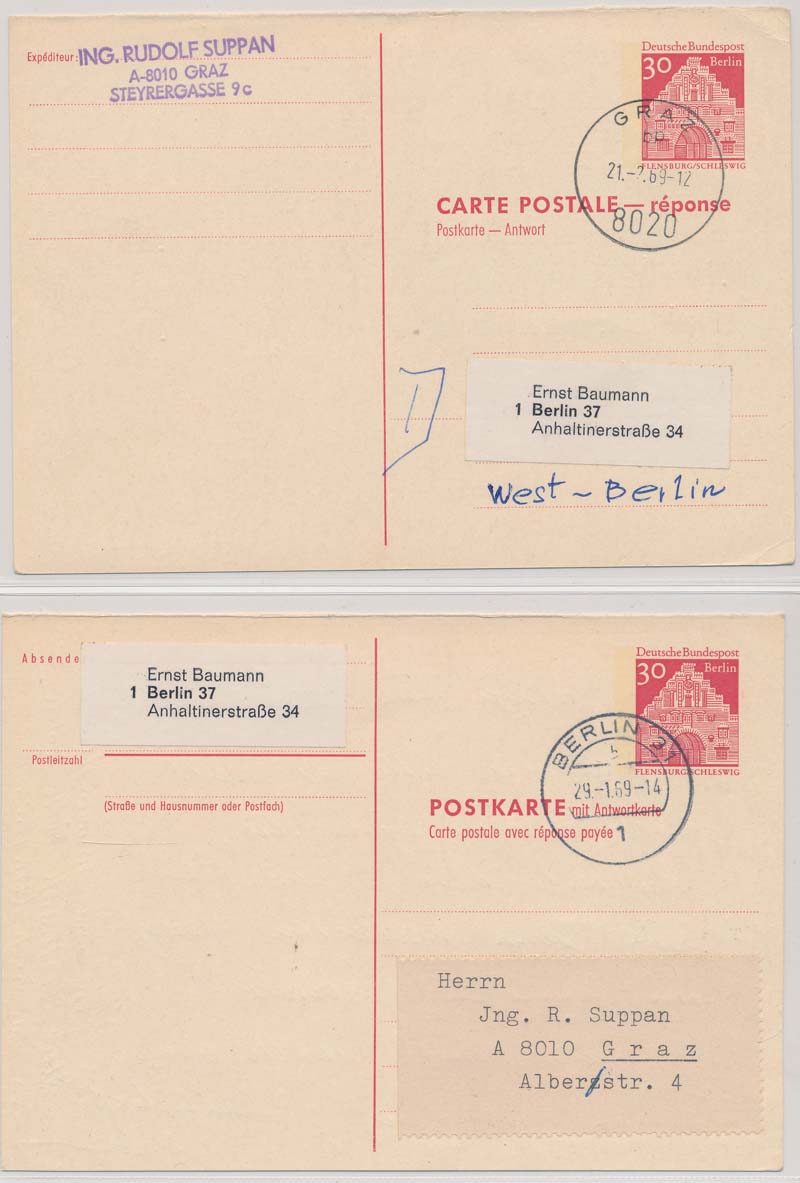 Expéditeur: ING. RUDOLF SUPPAN
A-8010 GRAZ
STEYRERGASSE 9c
Deutsche Bundespost
30 Berlin
FLENSBURG/SCHLESWIG
GRAZ
21.-2.69-12
8020
CARTE POSTALE — réponse
Postkarte — Antwort
Ernst Baumann
1 Berlin 37
Anhaltinerstraße 34
West - Berlin
Absende
Ernst Baumann
1 Berlin 37
Anhaltinerstraße 34
Postleitzahl
(Straße und Hausnummer oder Postfach)
Deutsche Bundespost
30 Berlin
FLENSBURG/SCHLESWIG
BERLIN
29.-1.69-14
1
POSTKARTE mit Antwortkarte
Carte postale avec réponse payée
Herrn
Jng. R. Suppan
A 8010 Graz
Alberstr. 4